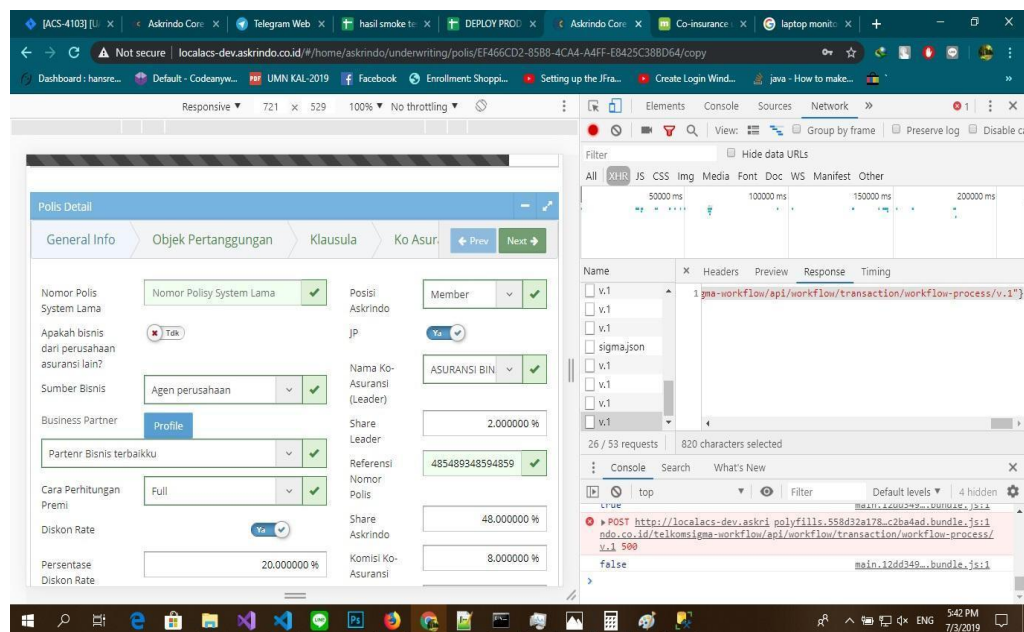 [ACS-4103] [U
Askrindo Core
Telegram Web
hasil smoke te
DEPLOY PROD
Askrindo Core
Co-insurance
laptop monito
Not secure | localacs-dev.askrindo.co.id/#/home/askrindo/underwriting/polis/EF466CD2-85B8-4CA4-A4FF-E8425C38BD64/copy
Dashboard : hansre...
Default - Codeanyw...
UMN KAL-2019
Facebook
Enrollment: Shoppi...
Setting up the JFra...
Create Login Wind...
java - How to make...
Responsive ▼ 721 × 529 100% ▼ No throttling ▼
Polis Detail
General Info
Objek Pertanggungan
Klausula
Ko Asur
Prev
Next
Nomor Polis System Lama
Nomor Polisy System Lama
Apakah bisnis dari perusahaan asuransi lain?
Tdk
Sumber Bisnis
Agen perusahaan
Business Partner
Profile
Partenr Bisnis terbaikku
Cara Perhitungan Premi
Full
Diskon Rate
Ya
Persentase Diskon Rate
20.000000 %
Posisi Askrindo
Member
JP
Ya
Nama Ko-Asuransi (Leader)
ASURANSI BIN
Share Leader
2.000000 %
Referensi Nomor Polis
485489348594859
Share Askrindo
48.000000 %
Komisi Ko-Asuransi
8.000000 %
Elements Console Sources Network » 1
View: Group by frame Preserve log Disable ca
Filter Hide data URLs
All XHR JS CSS Img Media Font Doc WS Manifest Other
50000 ms 100000 ms 150000 ms 200000 ms
Name × Headers Preview Response Timing
v.1
v.1
v.1
sigma.json
v.1
v.1
v.1
v.1
1 gma-workflow/api/workflow/transaction/workflow-process/v.1"}
26 / 53 requests 820 characters selected
Console Search What's New
top Filter Default levels ▼ 4 hidden
true main.12dd349….bundle.js:1
POST http://localacs-dev.askri polyfills.558d32a178…c2ba4ad.bundle.js:1
ndo.co.id/telkomsigma-workflow/api/workflow/transaction/workflow-process/
v.1 500
false main.12dd349….bundle.js:1
ENG
5:42 PM
7/3/2019